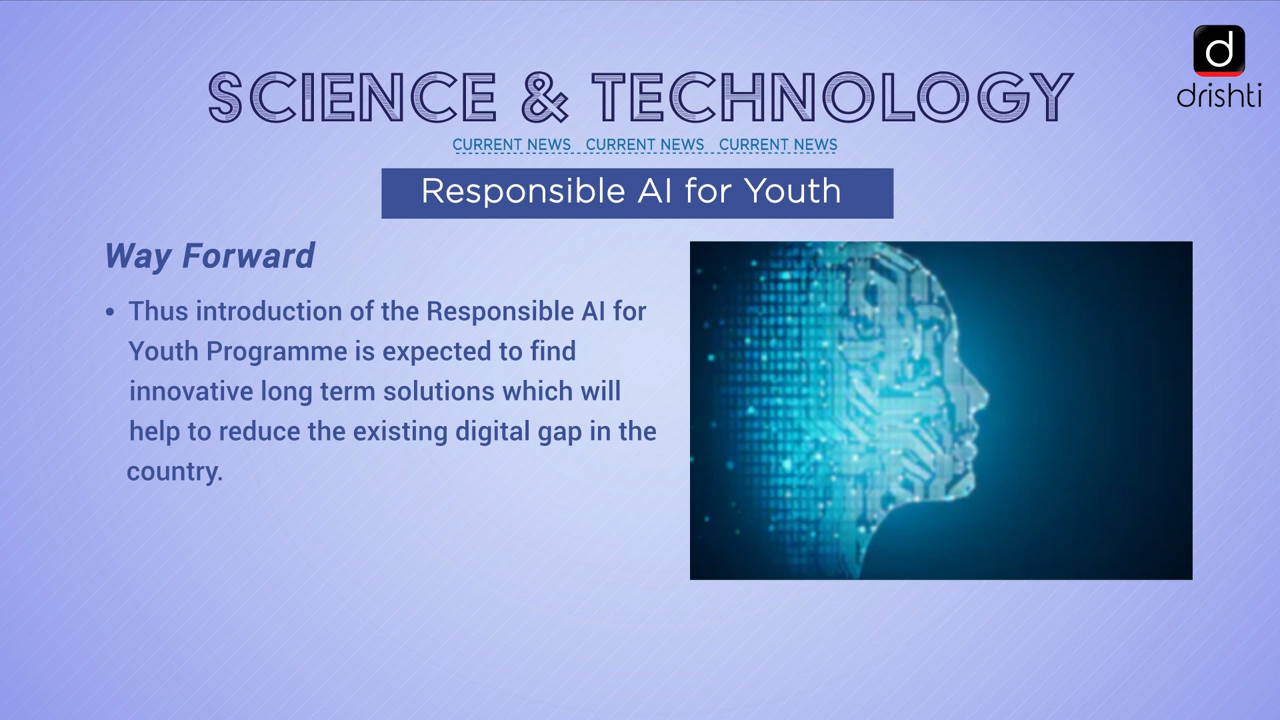 d
drishti
SCIENCE & TECHNOLOGY
CURRENT NEWS CURRENT NEWS CURRENT NEWS
Responsible AI for Youth
Way Forward
• Thus introduction of the Responsible AI for
Youth Programme is expected to find
innovative long term solutions which will
help to reduce the existing digital gap in the
country.